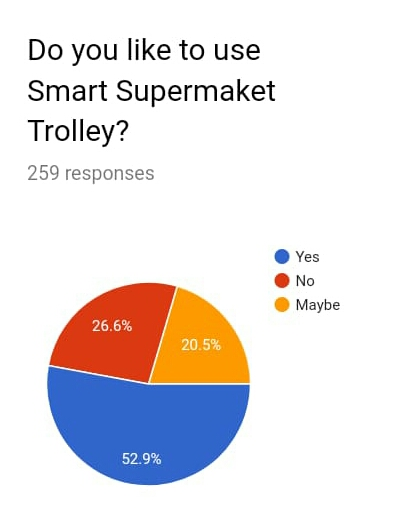 Do you like to use
Smart Supermaket
Trolley?
259 responses
Yes
No
Maybe
26.6%
20.5%
52.9%